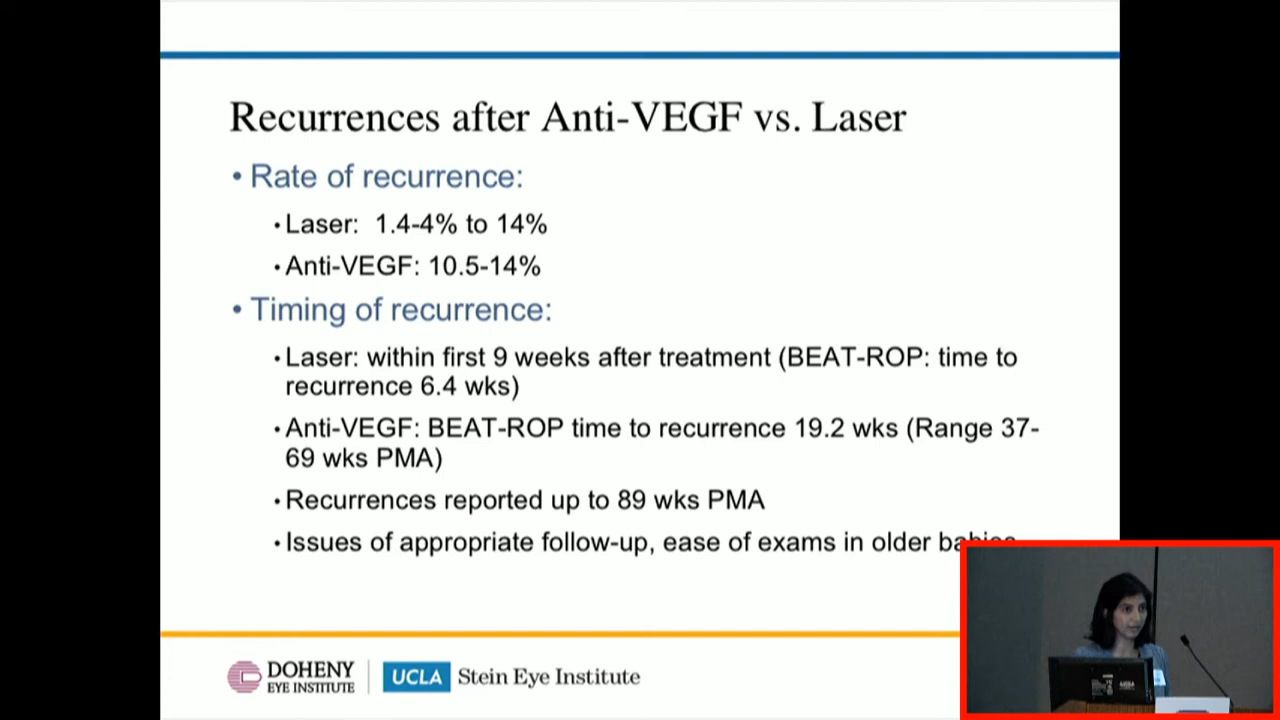 Recurrences after Anti-VEGF vs. Laser
• Rate of recurrence:
• Laser: 1.4-4% to 14%
• Anti-VEGF: 10.5-14%
• Timing of recurrence:
• Laser: within first 9 weeks after treatment (BEAT-ROP: time to
recurrence 6.4 wks)
• Anti-VEGF: BEAT-ROP time to recurrence 19.2 wks (Range 37-
69 wks PMA)
• Recurrences reported up to 89 wks PMA
• Issues of appropriate follow-up, ease of exams in older babies
DOHENY
EYE INSTITUTE
UCLA Stein Eye Institute